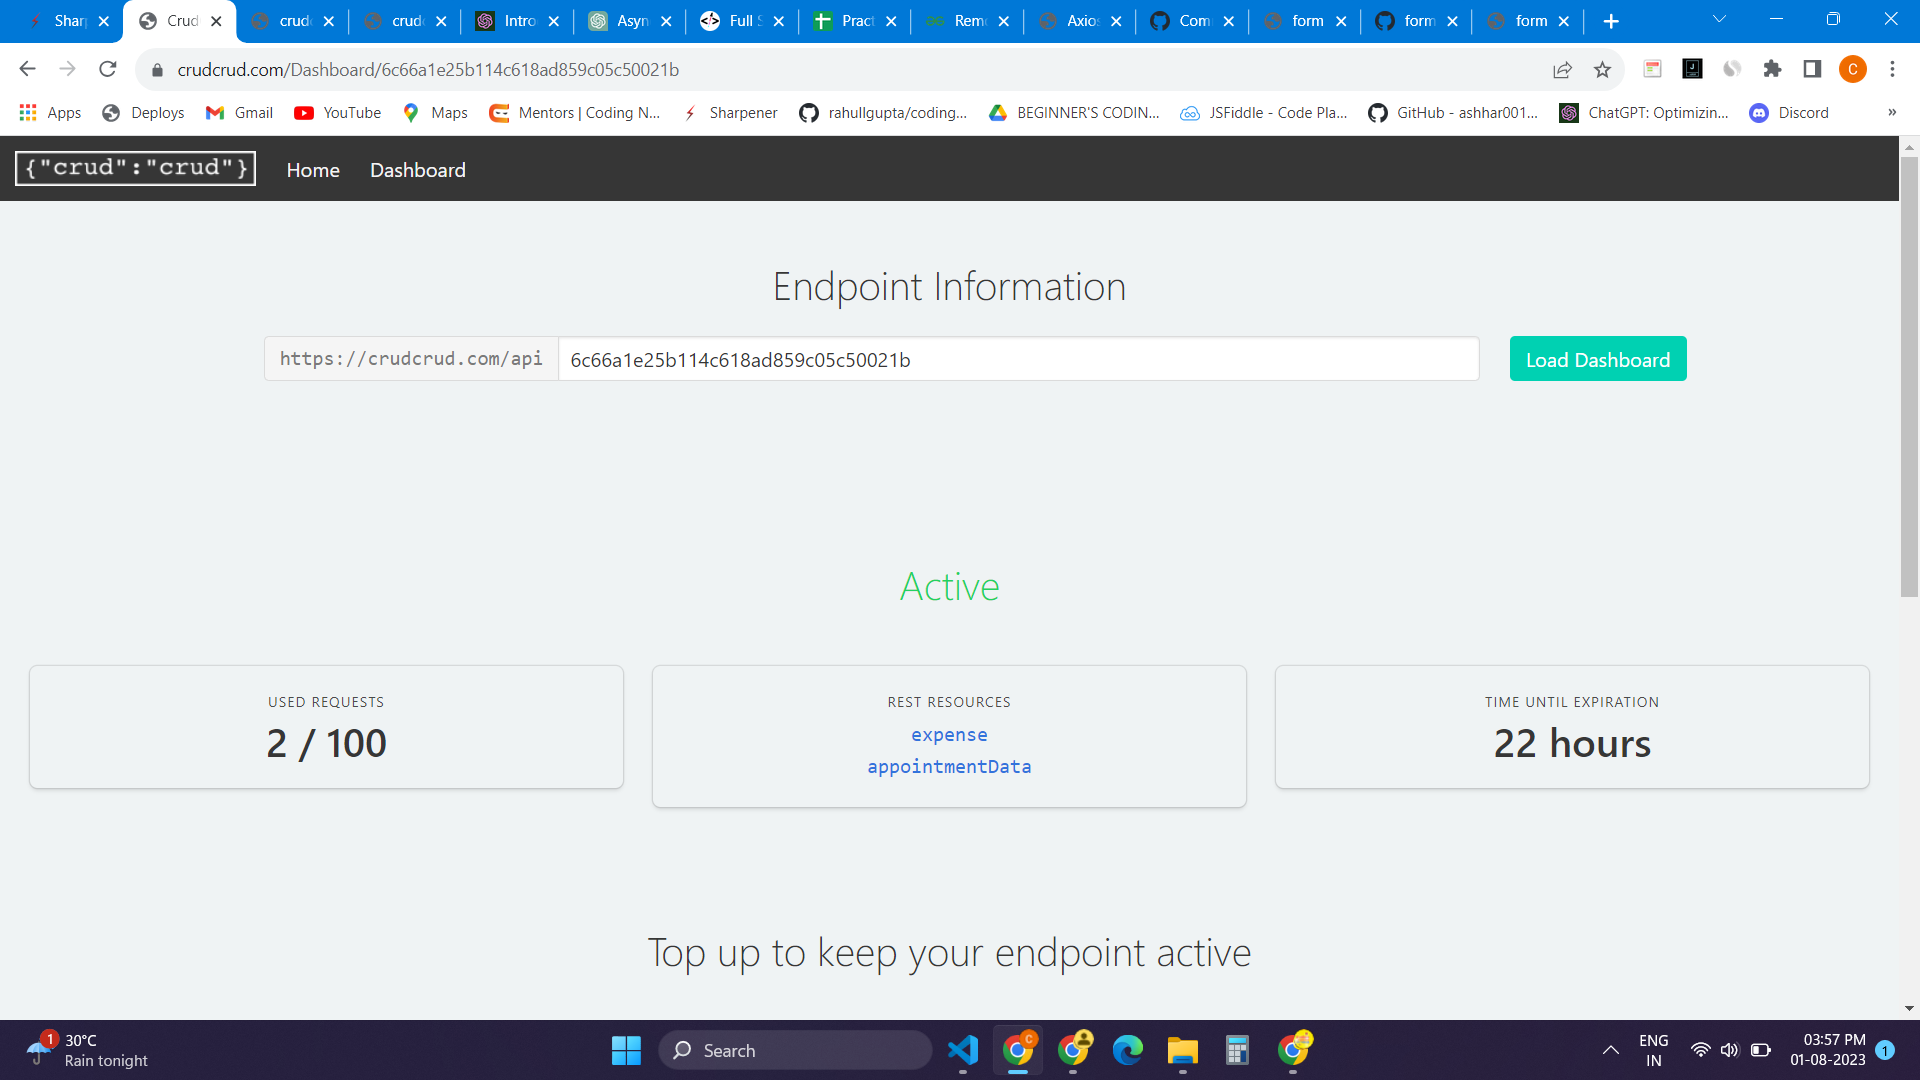 Shar
Crud
crud
crud
Intro
Asyn
Full S
Pract
Rem
Axios
Com
form
form
form
crudcrud.com/Dashboard/6c66a1e25b114c618ad859c05c50021b
C
Apps
Deploys
Gmail
YouTube
Maps
Mentors | Coding N...
Sharpener
rahullgupta/coding...
BEGINNER'S CODIN...
JSFiddle - Code Pla...
GitHub - ashhar001...
ChatGPT: Optimizin...
Discord
»
{"crud":"crud"}
Home
Dashboard
Endpoint Information
https://crudcrud.com/api
6c66a1e25b114c618ad859c05c50021b
Load Dashboard
Active
USED REQUESTS
2 / 100
REST RESOURCES
expense
appointmentData
TIME UNTIL EXPIRATION
22 hours
Top up to keep your endpoint active
1
30°C
Rain tonight
Search
C
ENG
IN
03:57 PM
01-08-2023
1